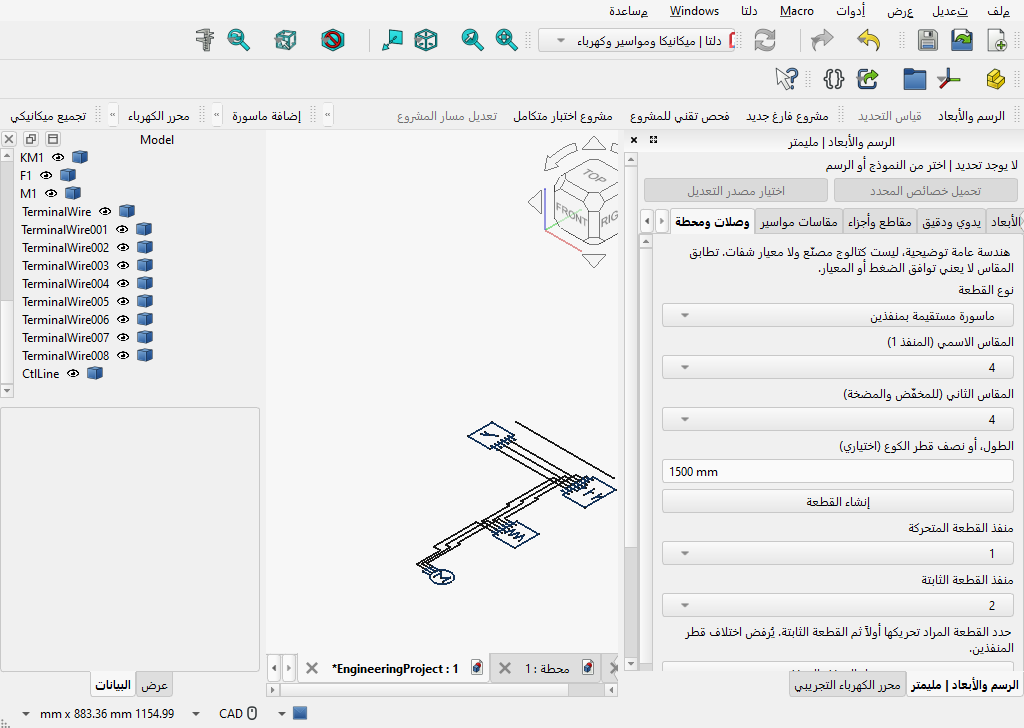 ملف تعديل عرض أدوات Macro دلتا Windows مساعدة
دلتا | ميكانيكا ومواسير وكهرباء
الرسم والأبعاد قياس التحديد مشروع فارغ جديد فحص تقني للمشروع مشروع اختبار متكامل تعديل مسار المشروع
إضافة ماسورة محرر الكهرباء تجميع ميكانيكي
Model
KM1
F1
M1
TerminalWire
TerminalWire001
TerminalWire002
TerminalWire003
TerminalWire004
TerminalWire005
TerminalWire006
TerminalWire007
TerminalWire008
CtlLine
TOP
FRONT
RIG
M
الرسم والأبعاد | مليمتر
لا يوجد تحديد | اختر من النموذج أو الرسم
تحميل خصائص المحدد
اختيار مصدر التعديل
الأبعاد يدوي ودقيق مقاطع وأجزاء مقاسات مواسير وصلات ومحطة
هندسة عامة توضيحية، ليست كتالوج مصنّع ولا معيار شفات. تطابق
المقاس لا يعني توافق الضغط أو المعيار.
نوع القطعة
ماسورة مستقيمة بمنفذين
المقاس الاسمي (المنفذ 1)
4
المقاس الثاني (للمخفّض والمضخة)
4
الطول، أو نصف قطر الكوع (اختياري)
1500 mm
إنشاء القطعة
منفذ القطعة المتحركة
1
منفذ القطعة الثابتة
2
حدد القطعة المراد تحريكها أولاً ثم القطعة الثابتة. يُرفض اختلاف قطر
المنفذين.
الرسم والأبعاد | مليمتر
محرر الكهرباء التجريبي
محطة : 1
*EngineeringProject : 1
عرض
البيانات
CAD
1154.99 mm x 883.36 mm